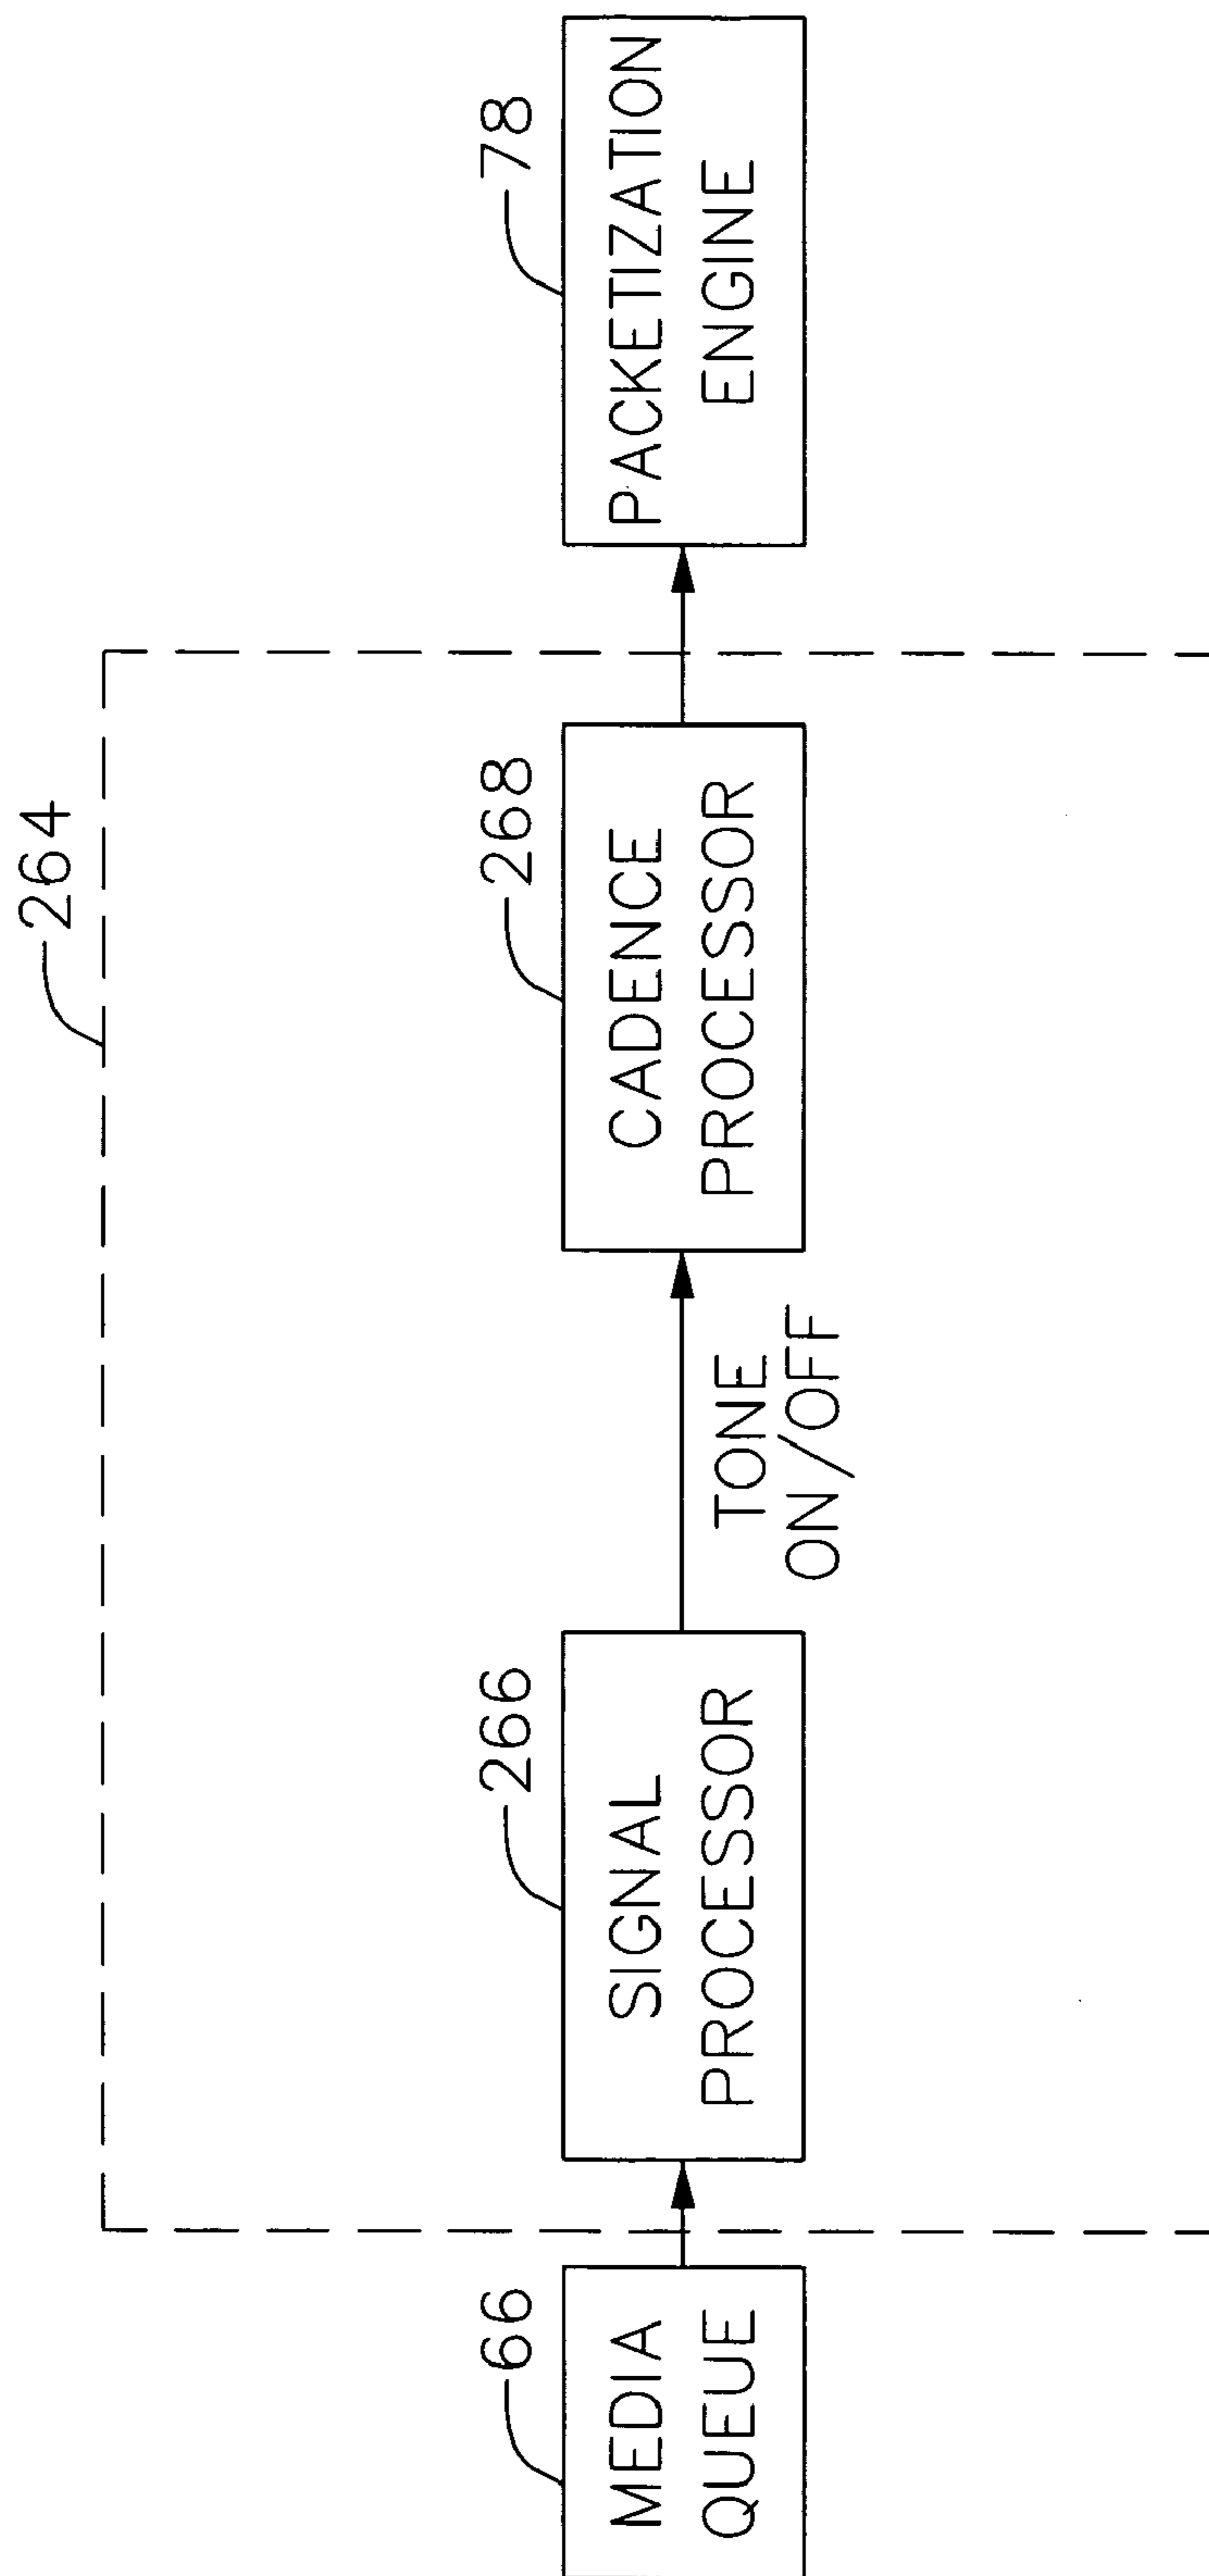 264
66
MEDIA
QUEUE
266
SIGNAL
PROCESSOR
TONE
ON/OFF
268
CADENCE
PROCESSOR
78
PACKETIZATION
ENGINE